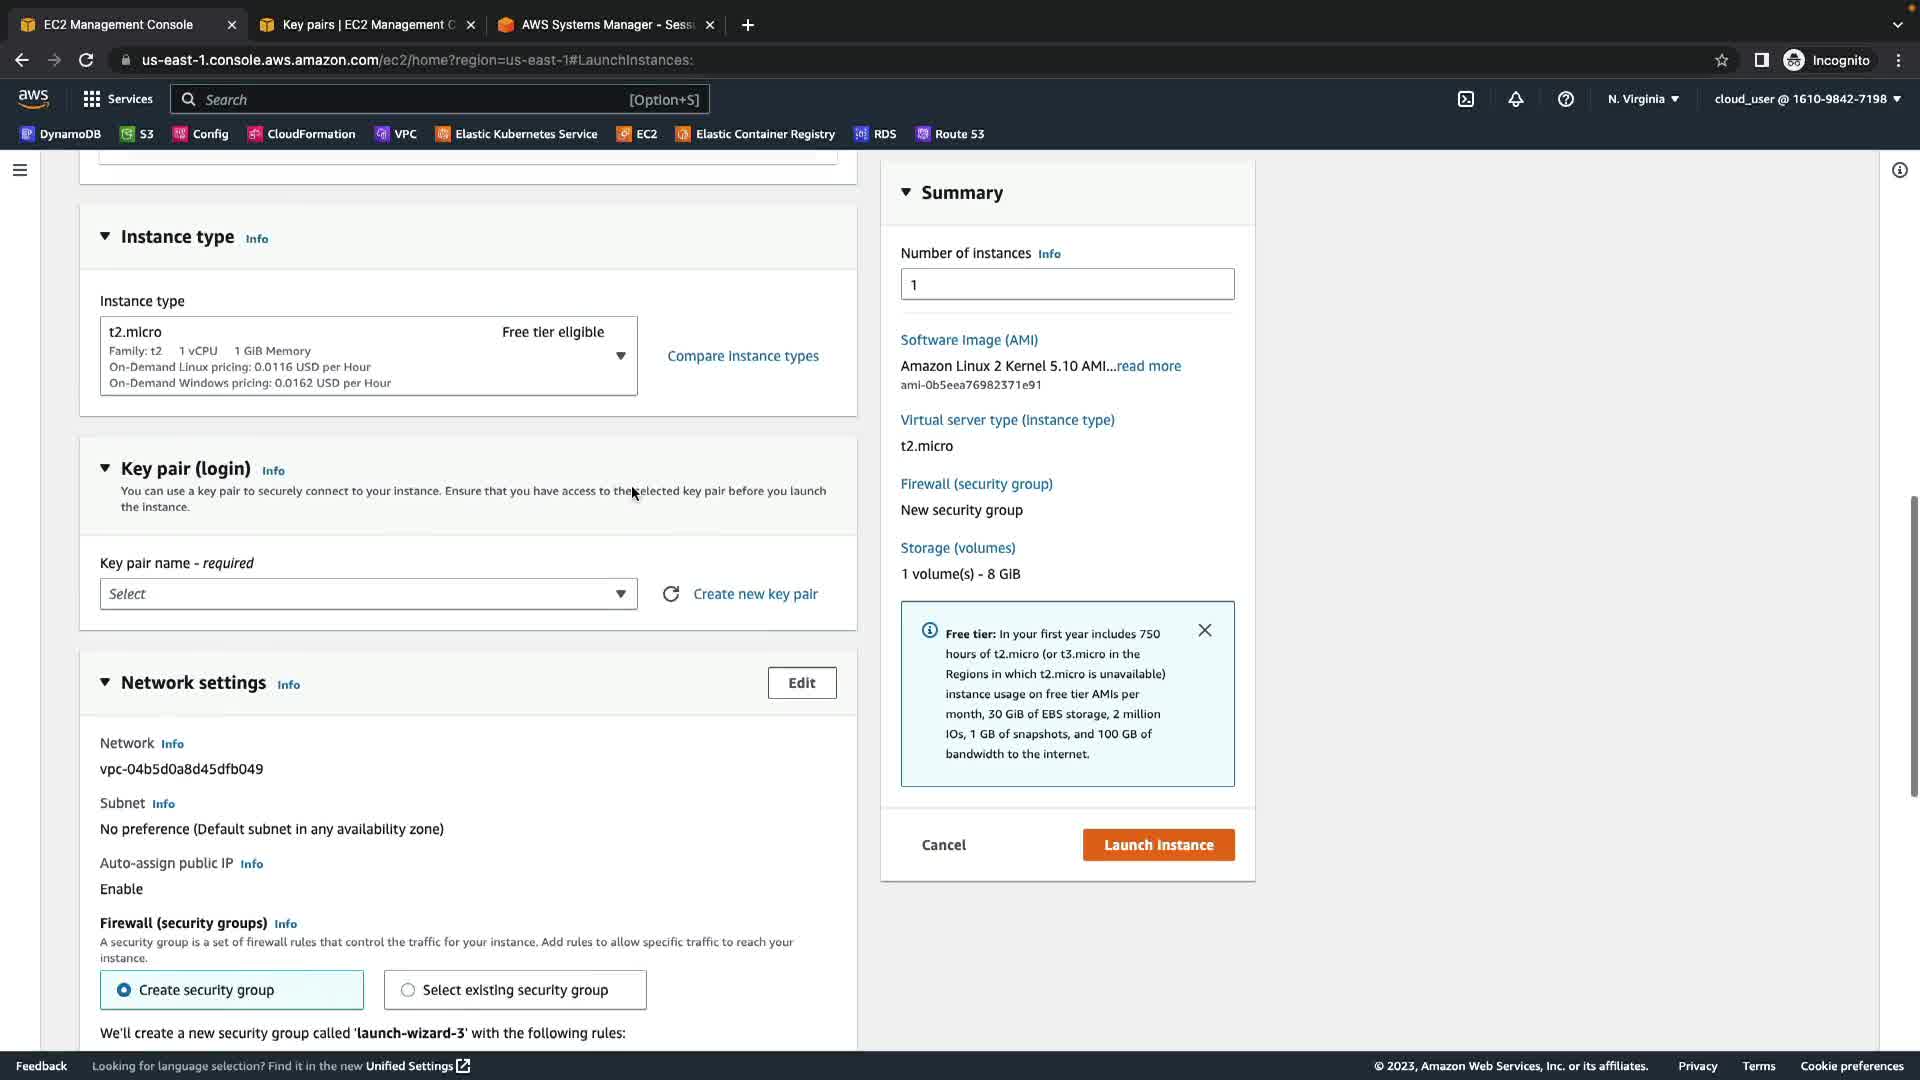 EC2 Management Console
Key pairs | EC2 Management C
AWS Systems Manager - Sess
us-east-1.console.aws.amazon.com/ec2/home?region=us-east-1#LaunchInstances:
Incognito
aws
Services
Search
[Option+S]
N. Virginia
cloud_user @ 1610-9842-7198
DynamoDB
S3
Config
CloudFormation
VPC
Elastic Kubernetes Service
EC2
Elastic Container Registry
RDS
Route 53
Instance type Info
Instance type
t2.micro
Free tier eligible
Family: t2 1 vCPU 1 GiB Memory
On-Demand Linux pricing: 0.0116 USD per Hour
On-Demand Windows pricing: 0.0162 USD per Hour
Compare instance types
Key pair (login) Info
You can use a key pair to securely connect to your instance. Ensure that you have access to the selected key pair before you launch
the instance.
Key pair name - required
Select
Create new key pair
Network settings Info
Edit
Network Info
vpc-04b5d0a8d45dfb049
Subnet Info
No preference (Default subnet in any availability zone)
Auto-assign public IP Info
Enable
Firewall (security groups) Info
A security group is a set of firewall rules that control the traffic for your instance. Add rules to allow specific traffic to reach your
instance.
Create security group
Select existing security group
We'll create a new security group called 'launch-wizard-3' with the following rules:
Summary
Number of instances Info
1
Software Image (AMI)
Amazon Linux 2 Kernel 5.10 AMI...read more
ami-0b5eea76982371e91
Virtual server type (instance type)
t2.micro
Firewall (security group)
New security group
Storage (volumes)
1 volume(s) - 8 GiB
Free tier: In your first year includes 750
hours of t2.micro (or t3.micro in the
Regions in which t2.micro is unavailable)
instance usage on free tier AMIs per
month, 30 GiB of EBS storage, 2 million
IOs, 1 GB of snapshots, and 100 GB of
bandwidth to the internet.
Cancel
Launch instance
Feedback
Looking for language selection? Find it in the new Unified Settings
© 2023, Amazon Web Services, Inc. or its affiliates.
Privacy
Terms
Cookie preferences